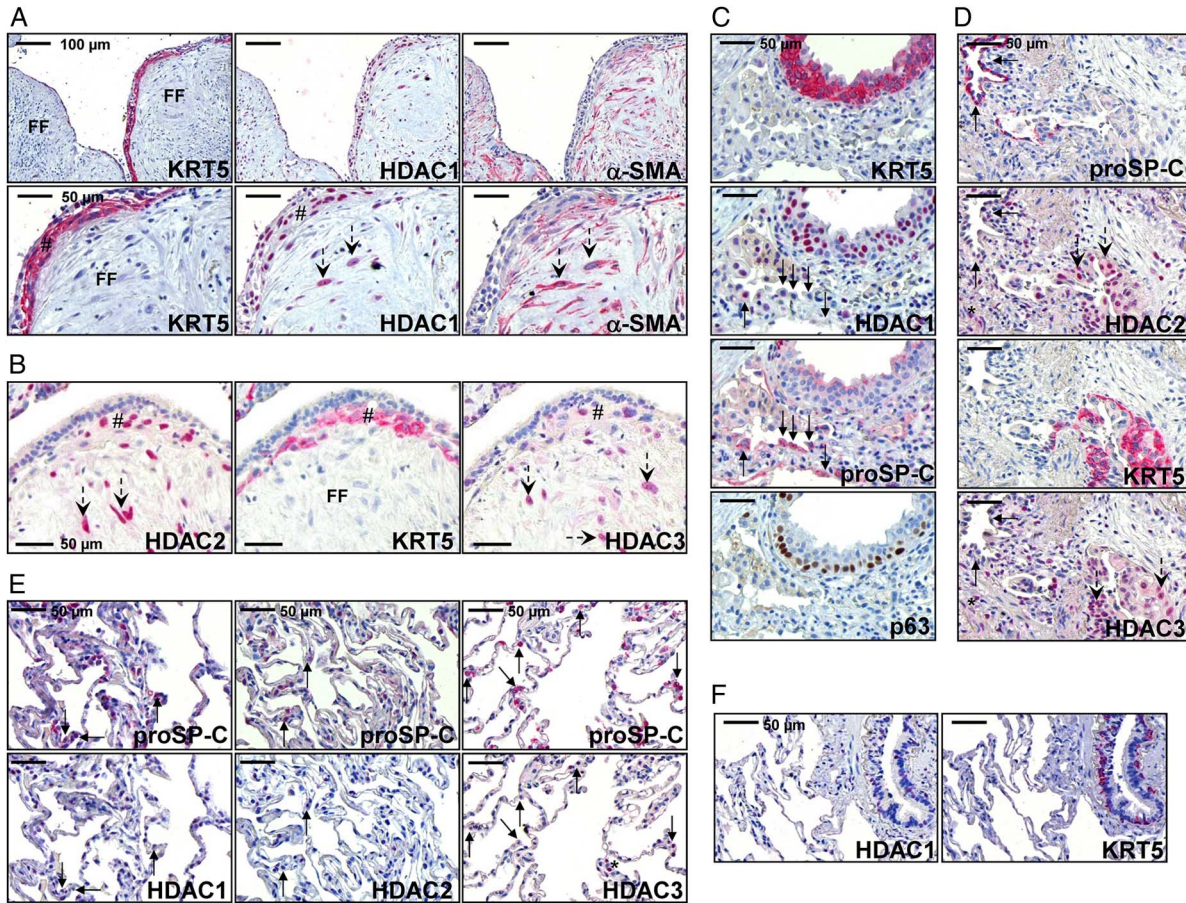 A
100 µm
FF
FF
KRT5
HDAC1
α-SMA
50 µm
#
FF
KRT5
#
HDAC1
α-SMA
B
#
50 µm
HDAC2
#
FF
KRT5
#
HDAC3
C
50 µm
KRT5
HDAC1
proSP-C
p63
D
50 µm
proSP-C
*
HDAC2
KRT5
*
HDAC3
E
50 µm
proSP-C
50 µm
proSP-C
50 µm
proSP-C
HDAC1
HDAC2
*
HDAC3
F
50 µm
HDAC1
KRT5